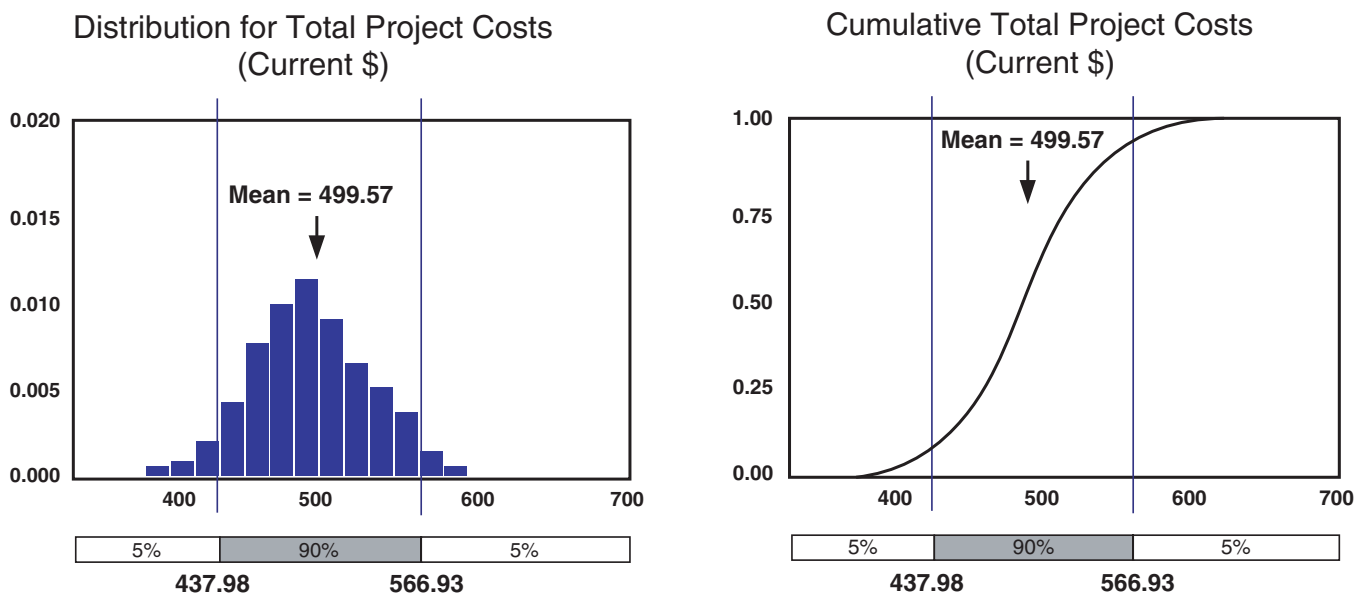 Distribution for Total Project Costs
(Current $)
0.020
0.015
0.010
0.005
0.000
Mean = 499.57
400 500 600 700
5% 90% 5%
437.98 566.93
Cumulative Total Project Costs
(Current $)
1.00
0.75
0.50
0.25
0.00
Mean = 499.57
400 500 600 700
5% 90% 5%
437.98 566.93